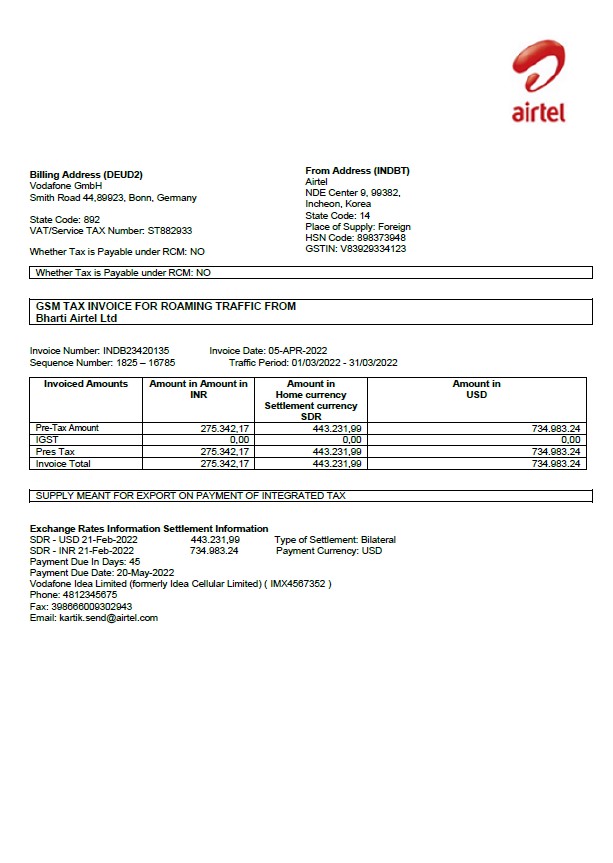 airtel
Billing Address (DEUD2)
Vodafone GmbH
Smith Road 44,89923, Bonn, Germany
State Code: 892
VAT/Service TAX Number: ST882933
Whether Tax is Payable under RCM: NO
From Address (INDBT)
Airtel
NDE Center 9, 99382,
Incheon, Korea
State Code: 14
Place of Supply: Foreign
HSN Code: 898373948
GSTIN: V83929334123
Whether Tax is Payable under RCM: NO
GSM TAX INVOICE FOR ROAMING TRAFFIC FROM
Bharti Airtel Ltd
Invoice Number: INDB23420135 Invoice Date: 05-APR-2022
Sequence Number: 1825 – 16785 Traffic Period: 01/03/2022 - 31/03/2022
Invoiced Amounts
Amount in Amount in
INR
Amount in
Home currency
Settlement currency
SDR
Amount in
USD
Pre-Tax Amount 275.342,17 443.231,99 734.983.24
IGST 0,00 0,00 0,00
Pres Tax 275.342,17 443.231,99 734.983.24
Invoice Total 275.342,17 443.231,99 734.983.24
SUPPLY MEANT FOR EXPORT ON PAYMENT OF INTEGRATED TAX
Exchange Rates Information Settlement Information
SDR - USD 21-Feb-2022 443.231,99 Type of Settlement: Bilateral
SDR - INR 21-Feb-2022 734.983.24 Payment Currency: USD
Payment Due In Days: 45
Payment Due Date: 20-May-2022
Vodafone Idea Limited (formerly Idea Cellular Limited) ( IMX4567352 )
Phone: 4812345675
Fax: 398666009302943
Email: kartik.send@airtel.com